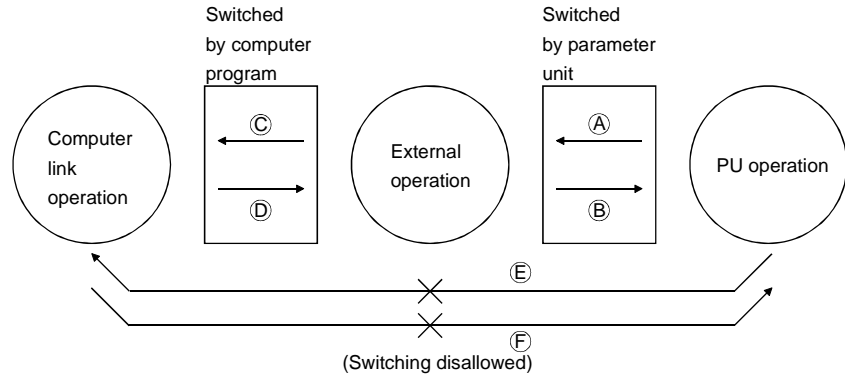 Switched
by computer
program
Switched
by parameter
unit
Computer
link
operation
Ⓒ
Ⓓ
External
operation
Ⓐ
Ⓑ
PU operation
Ⓔ
Ⓕ
(Switching disallowed)